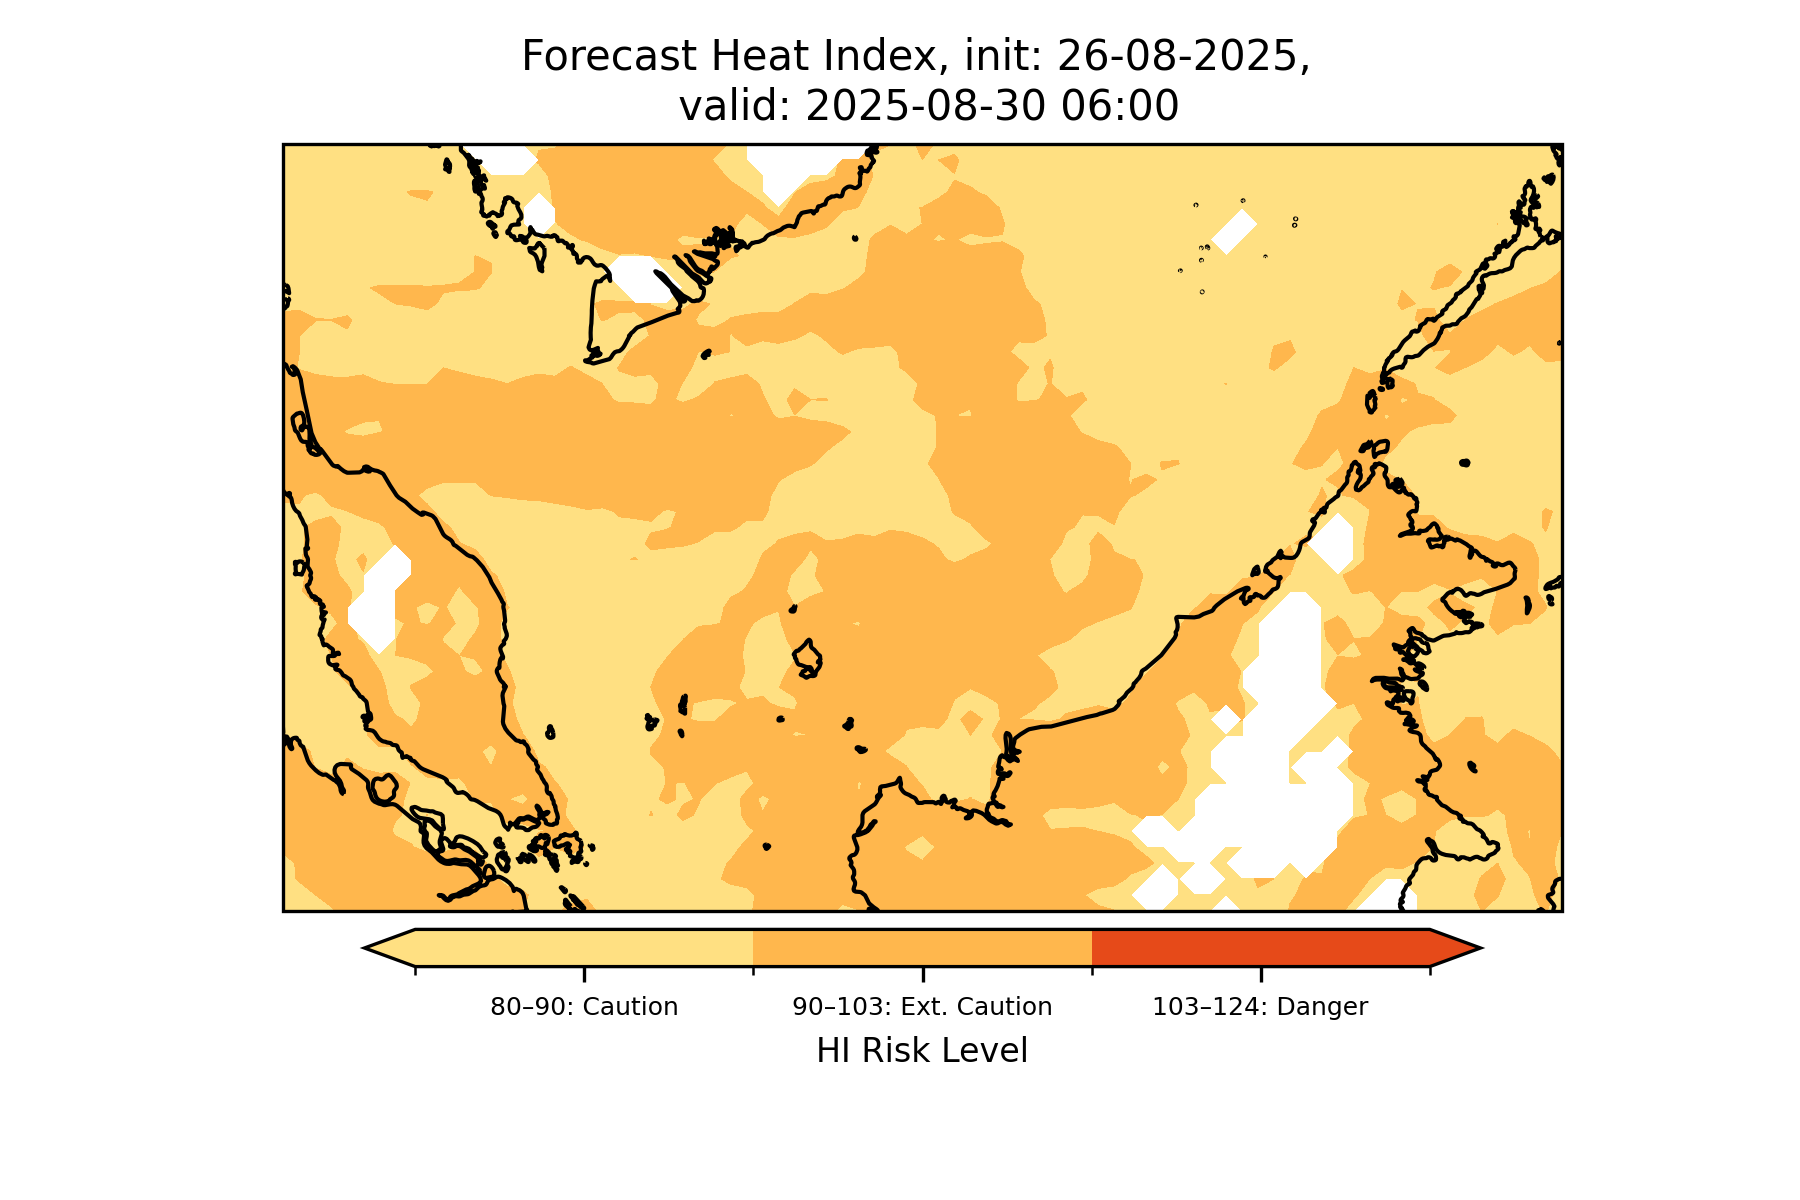 Forecast Heat Index, init: 26-08-2025,
valid: 2025-08-30 06:00
80–90: Caution
90–103: Ext. Caution
103–124: Danger
HI Risk Level